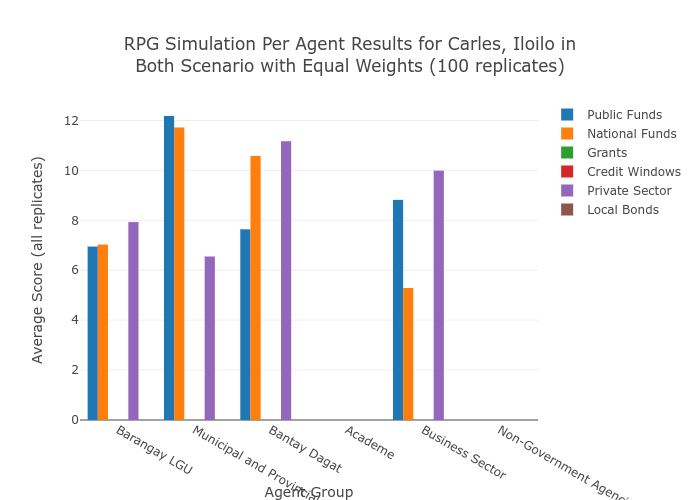 RPG Simulation Per Agent Results for Carles, Iloilo in
Both Scenario with Equal Weights (100 replicates)
Public Funds
National Funds
Grants
Credit Windows
Private Sector
Local Bonds
Average Score (all replicates)
12
10
8
6
4
2
0
Barangay LGU
Municipal and
Bantay Dagat
Academe
Business Sector
Non-Government
Agent Group